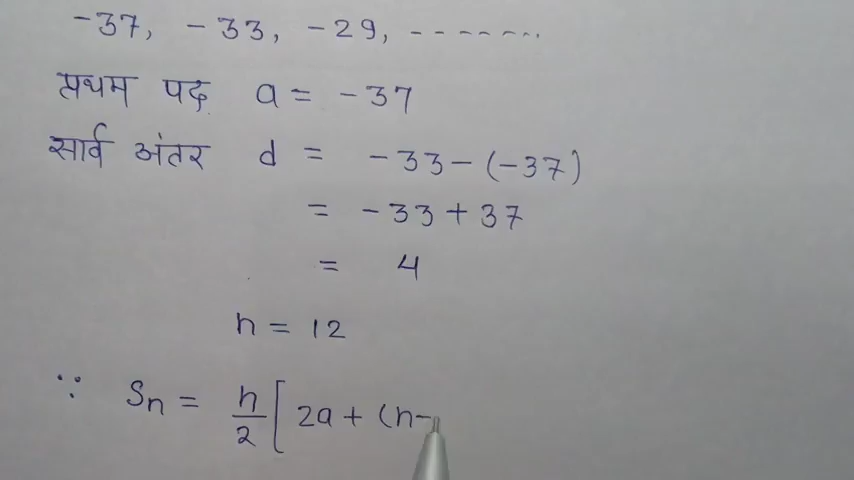 -37, -33, -29, -------
प्रथम पद a = -37
सार्व अंतर d = -33-(-37)
= -33+37
= 4
n = 12
∵ Sn = n/2 [ 2a + (n-